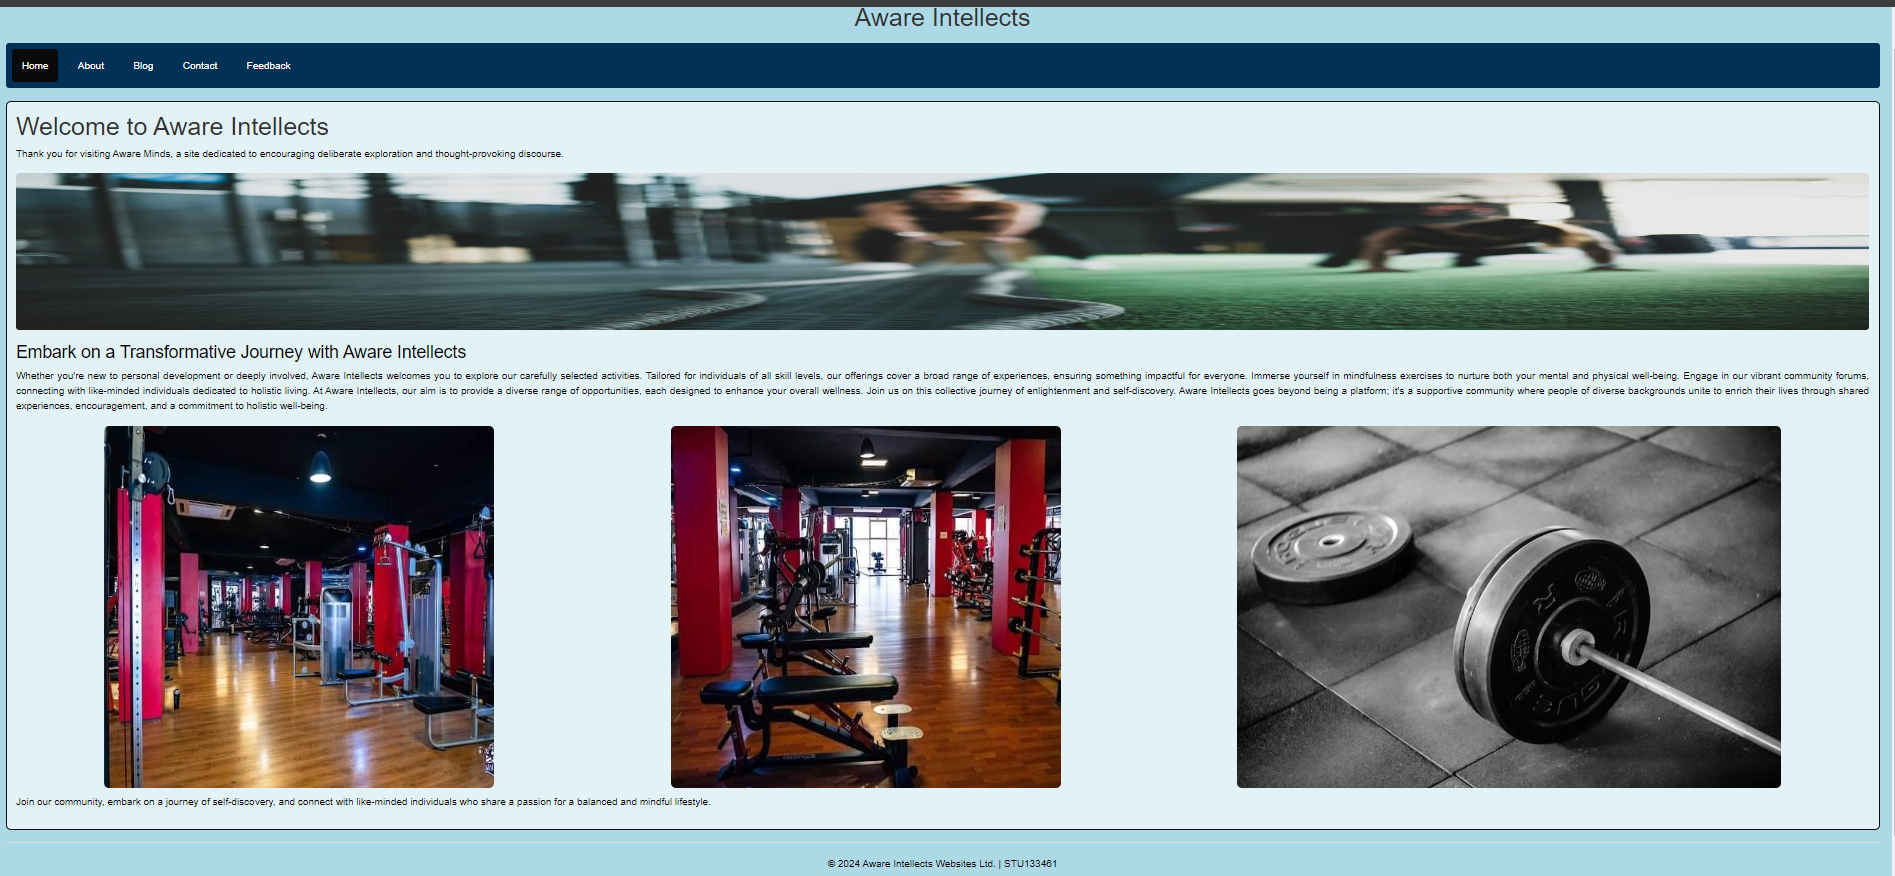 Aware Intellects
Home About Blog Contact Feedback
Welcome to Aware Intellects
Thank you for visiting Aware Minds, a site dedicated to encouraging deliberate exploration and thought-provoking discourse.
Embark on a Transformative Journey with Aware Intellects
Whether you're new to personal development or deeply involved, Aware Intellects welcomes you to explore our carefully selected activities. Tailored for individuals of all skill levels, our offerings cover a broad range of experiences, ensuring something impactful for everyone. Immerse yourself in mindfulness exercises to nurture both your mental and physical well-being. Engage in our vibrant community forums,
connecting with like-minded individuals dedicated to holistic living. At Aware Intellects, our aim is to provide a diverse range of opportunities, each designed to enhance your overall wellness. Join us on this collective journey of enlightenment and self-discovery. Aware Intellects goes beyond being a platform; it's a supportive community where people of diverse backgrounds unite to enrich their lives through shared
experiences, encouragement, and a commitment to holistic well-being.
Join our community, embark on a journey of self-discovery, and connect with like-minded individuals who share a passion for a balanced and mindful lifestyle.
© 2024 Aware Intellects Websites Ltd. | STU133461